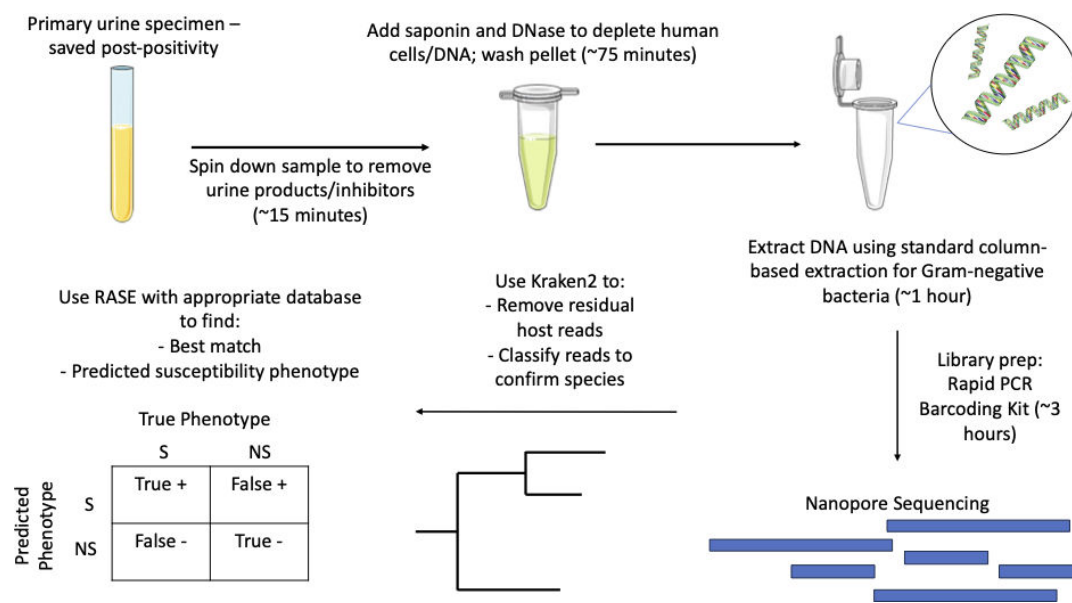 Primary urine specimen –
saved post-positivity
Spin down sample to remove
urine products/inhibitors
(~15 minutes)
Add saponin and DNase to deplete human
cells/DNA; wash pellet (~75 minutes)
Extract DNA using standard column-
based extraction for Gram-negative
bacteria (~1 hour)
Library prep:
Rapid PCR
Barcoding Kit (~3
hours)
Nanopore Sequencing
Use Kraken2 to:
- Remove residual
host reads
- Classify reads to
confirm species
Use RASE with appropriate database
to find:
- Best match
- Predicted susceptibility phenotype
True Phenotype
S NS
Predicted
Phenotype
S True + False +
NS False - True -